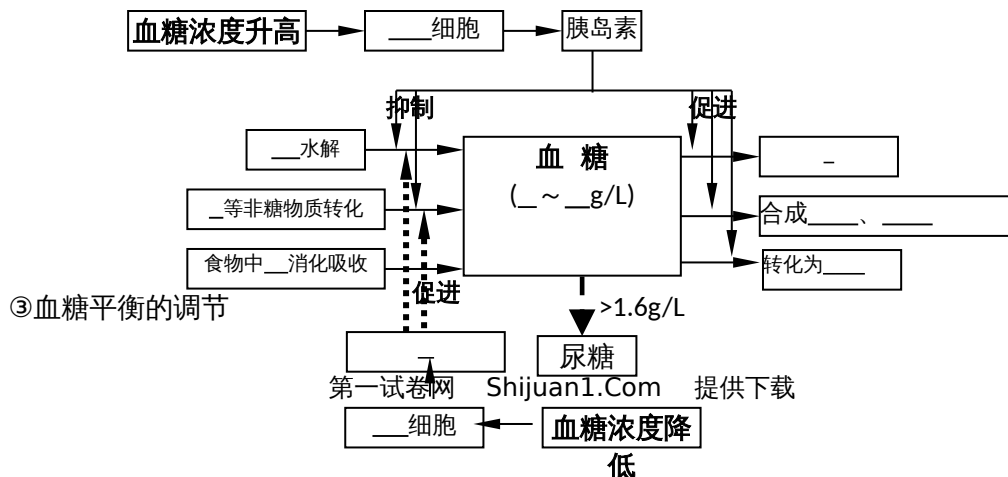 血糖浓度升高
___细胞
胰岛素
抑制
促进
__水解
血 糖
(_～__g/L)
_
_等非糖物质转化
合成____、____
食物中__消化吸收
转化为____
促进
③血糖平衡的调节
>1.6g/L
_
尿糖
第一试卷网 Shijuan1.Com 提供下载
___细胞
血糖浓度降
低